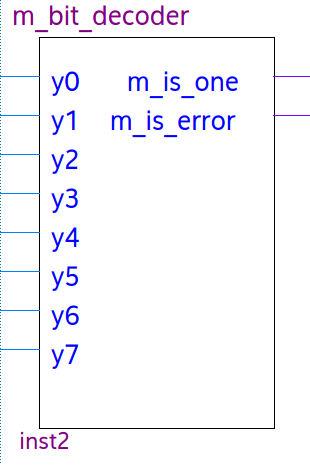 m_bit_decoder
y0 m_is_one
y1 m_is_error
y2
y3
y4
y5
y6
y7
inst2